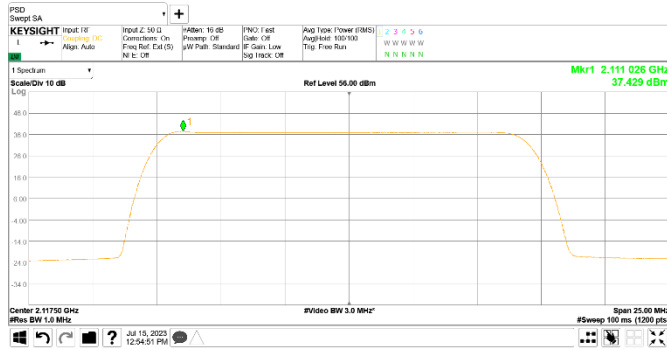 PSD
Swept SA
KEYSIGHT
Input: RF
Coupling: DC
Align: Auto
Input Z: 50 Ω
Corrections: On
Freq Ref: Ext (S)
NFE: Off
#Atten: 16 dB
Preamp: Off
µW Path: Standard
PNO: Fast
Gate: Off
IF Gain: Low
Sig Track: Off
Avg Type: Power (RMS)
Avg|Hold: 100/100
Trig: Free Run
1 2 3 4 5 6
W W W W W
N N N N N
L
1 Spectrum
Scale/Div 10 dB
Log
Ref Level 56.00 dBm
Mkr1 2.111 026 GHz
37.429 dBm
1
46.0
36.0
26.0
16.0
6.00
-4.00
-14.0
-24.0
-34.0
Center 2.11750 GHz
#Res BW 1.0 MHz
#Video BW 3.0 MHz*
Span 25.00 MHz
#Sweep 100 ms (1200 pts)
?
Jul 15, 2023
12:54:51 PM